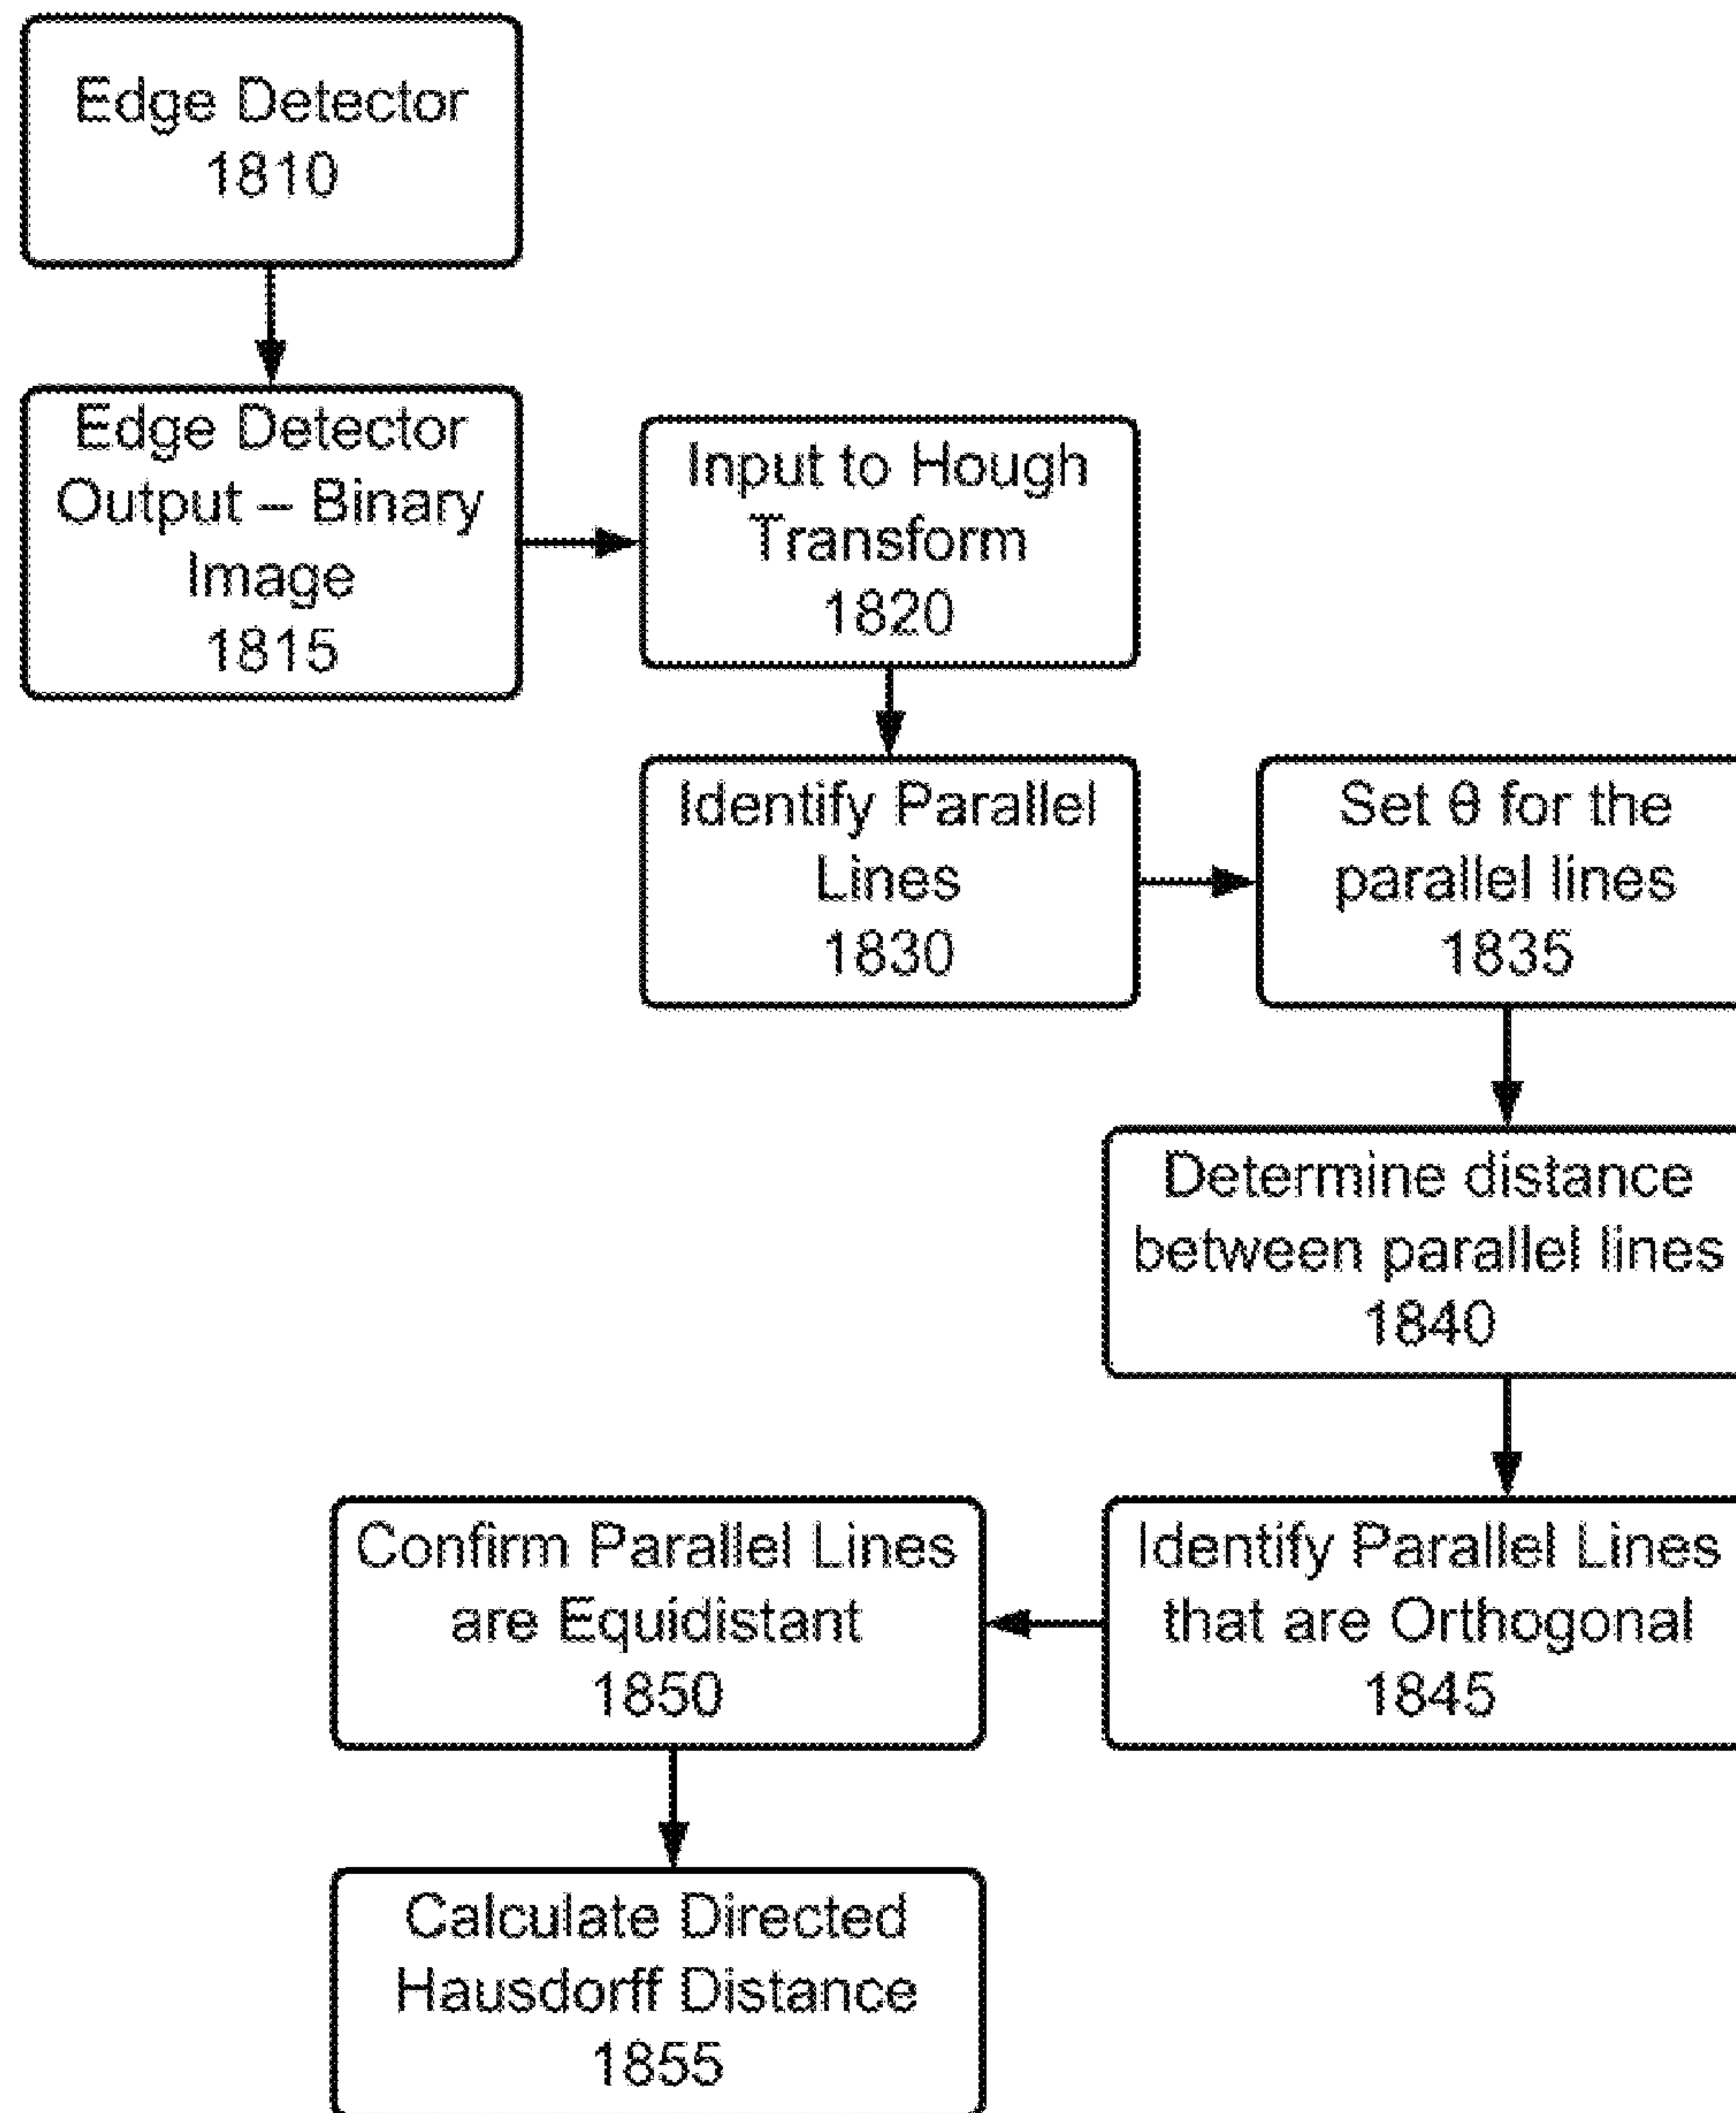 Edge Detector
1810
Edge Detector
Output – Binary
Image
1815
Input to Hough
Transform
1820
Identify Parallel
Lines
1830
Set θ for the
parallel lines
1835
Determine distance
between parallel lines
1840
Identify Parallel Lines
that are Orthogonal
1845
Confirm Parallel Lines
are Equidistant
1850
Calculate Directed
Hausdorff Distance
1855